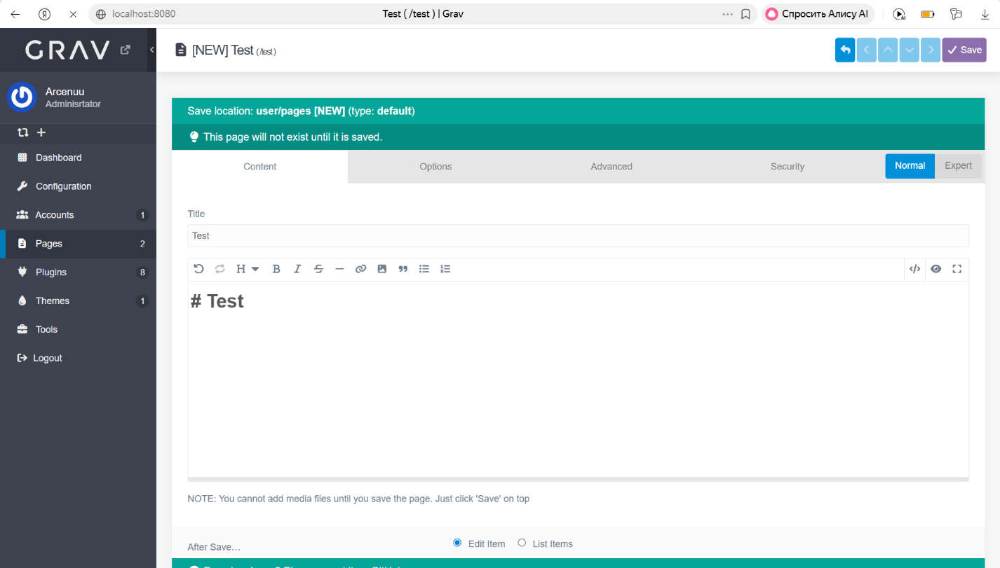 localhost:8080
Test ( /test ) | Grav
Спросить Алису AI
GRAV
[NEW] Test ( /test )
Save
Arcenuu
Adminisrtator
Dashboard
Configuration
Accounts 1
Pages 2
Plugins 8
Themes 1
Tools
Logout
Save location: user/pages [NEW] (type: default)
This page will not exist until it is saved.
Content Options Advanced Security Normal Expert
Title
Test
# Test
NOTE: You cannot add media files until you save the page. Just click 'Save' on top
After Save… Edit Item List Items